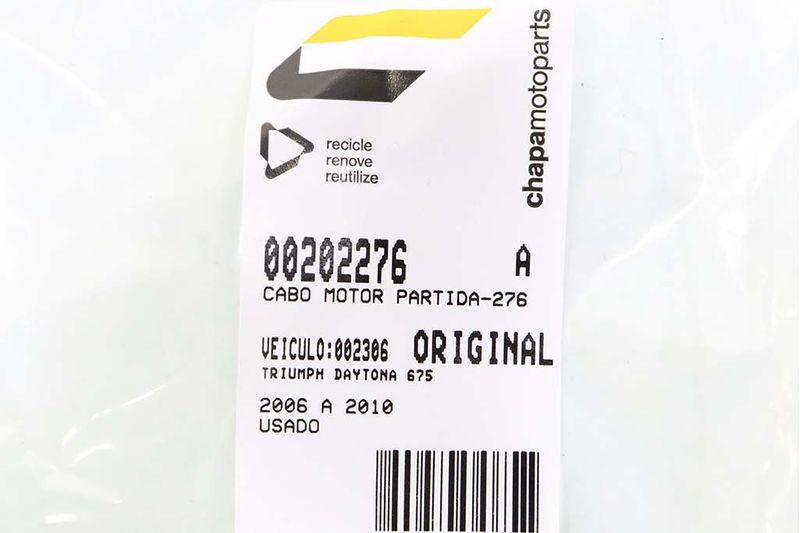 chapamotoparts
recicle
renove
reutilize
00202276 A
CABO MOTOR PARTIDA-276
VEICULO:002306 ORIGINAL
TRIUMPH DAYTONA 675
2006 A 2010
USADO